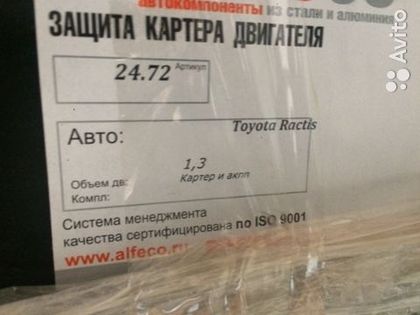 автокомпоненты из стали и алюминия
ЗАЩИТА КАРТЕРА ДВИГАТЕЛЯ
24.72 Артикул
Авто: Toyota Ractis
Объем дв: 1,3
Компл: Картер и акпп
Система менеджмента
качества сертифицирована по ISO 9001
www.alfeco.ru
Avito